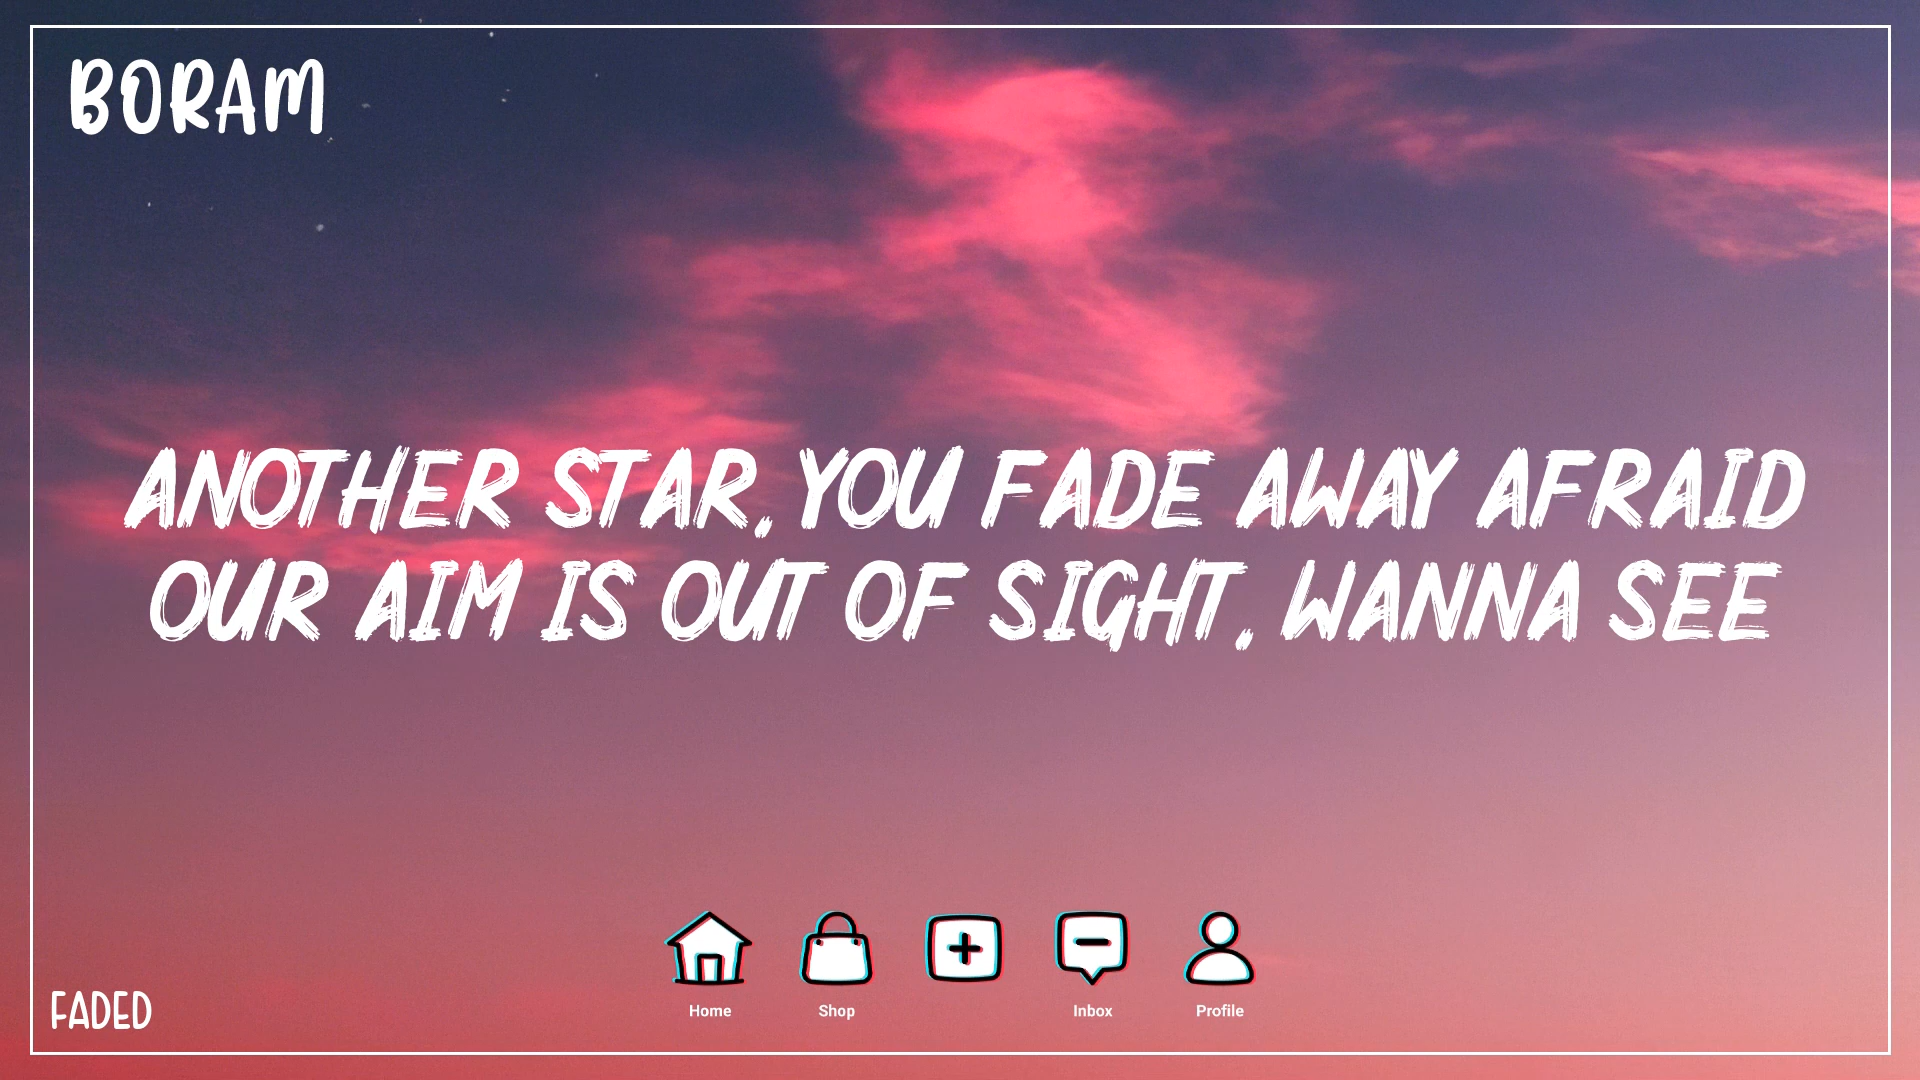 BORAM
ANOTHER STAR, YOU FADE AWAY AFRAID
OUR AIM IS OUT OF SIGHT, WANNA SEE
Home
Shop
Inbox
Profile
FADED